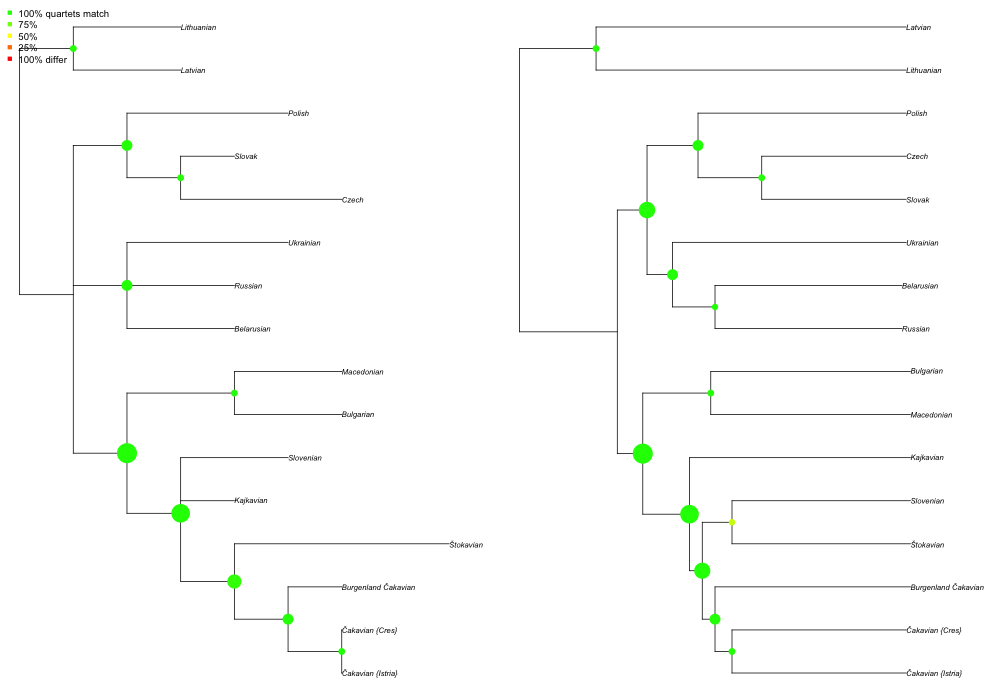 100% quartets match
75%
50%
25%
100% differ
Lithuanian
Latvian
Polish
Slovak
Czech
Ukrainian
Russian
Belarusian
Macedonian
Bulgarian
Slovenian
Kajkavian
Štokavian
Burgenland Čakavian
Čakavian (Cres)
Čakavian (Istria)
Latvian
Lithuanian
Polish
Czech
Slovak
Ukrainian
Belarusian
Russian
Bulgarian
Macedonian
Kajkavian
Slovenian
Štokavian
Burgenland Čakavian
Čakavian (Cres)
Čakavian (Istria)